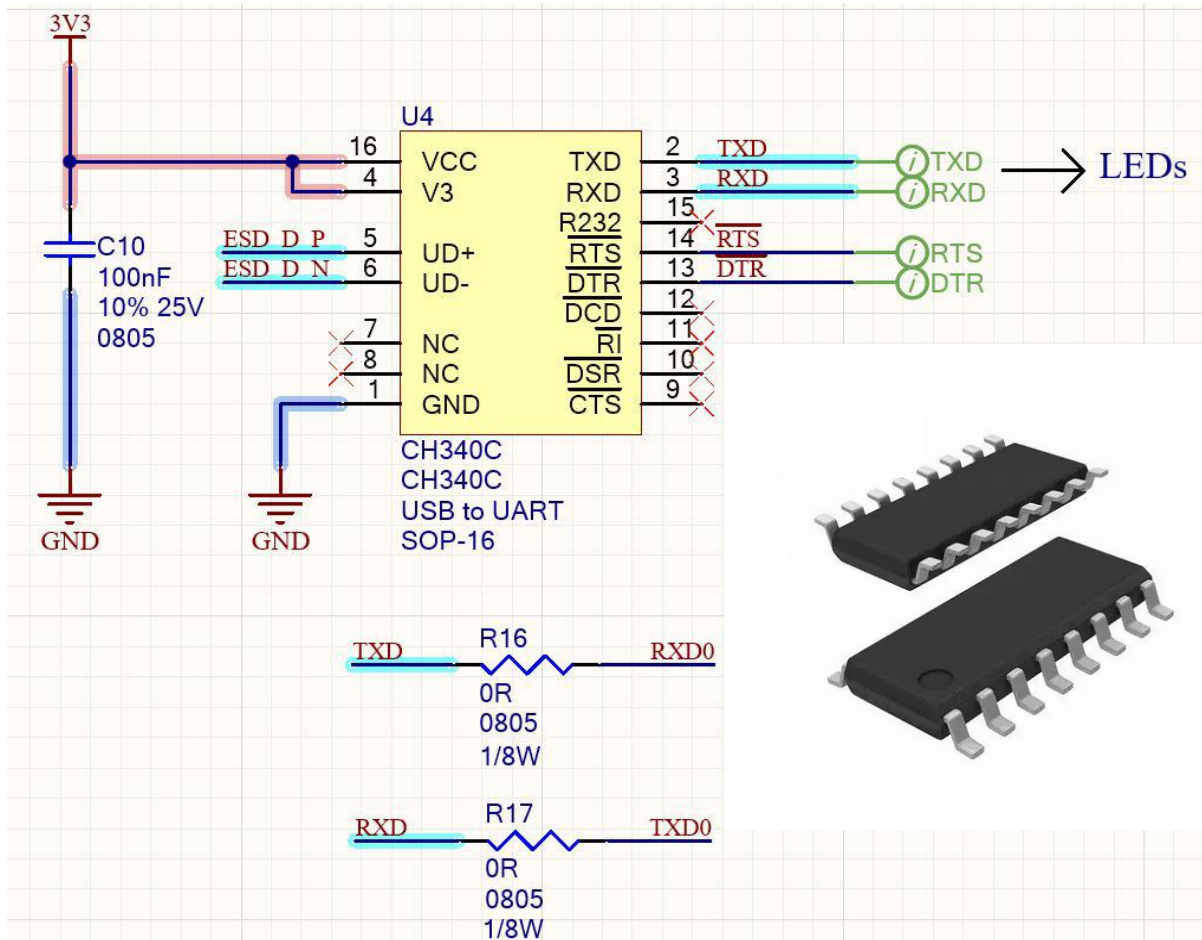 3V3
U4
16 VCC TXD 2 TXD TXD
4 V3 RXD 3 RXD RXD
LEDs
R232 15
ESD_D_P 5 UD+ RTS 14 RTS RTS
ESD_D_N 6 UD- DTR 13 DTR DTR
DCD 12
7 NC RI 11
8 NC DSR 10
1 GND CTS 9
C10
100nF
10% 25V
0805
GND
GND
CH340C
CH340C
USB to UART
SOP-16
TXD R16 RXD0
0R
0805
1/8W
RXD R17 TXD0
0R
0805
1/8W
i
i
i
i